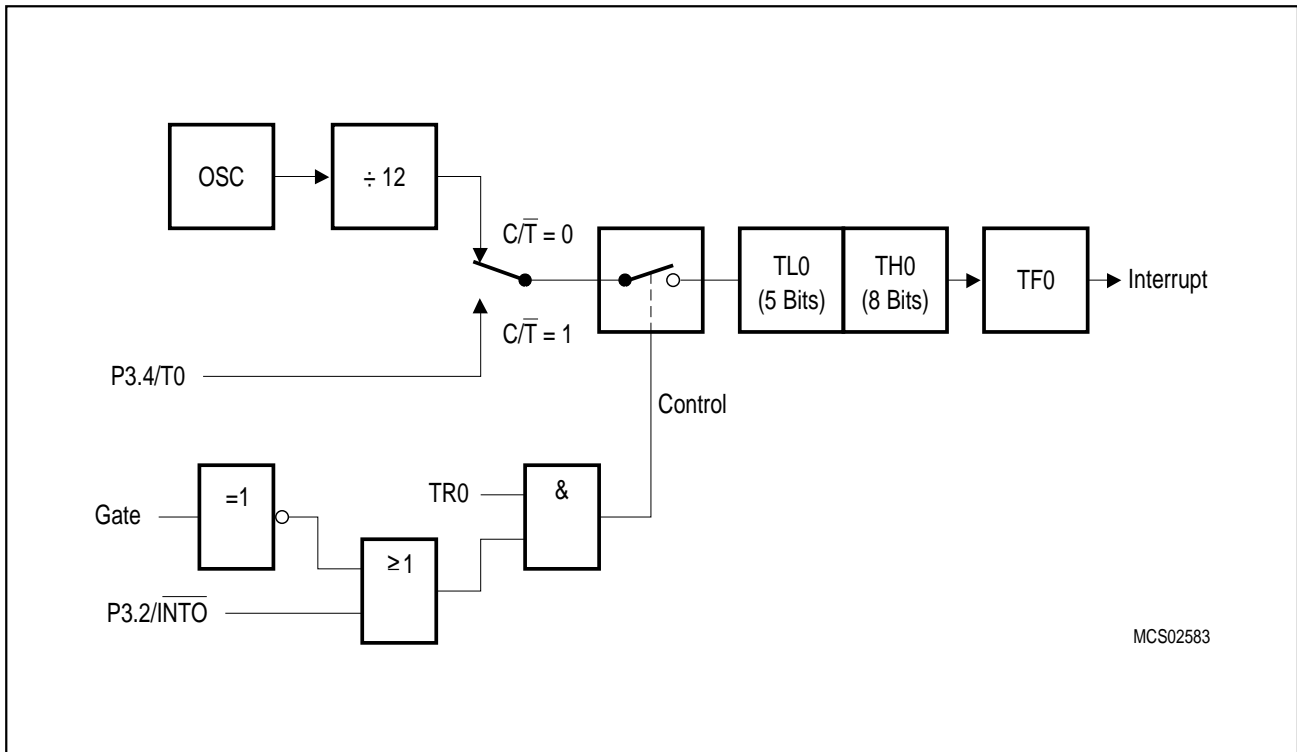 OSC
÷ 12
C/T̅ = 0
C/T̅ = 1
P3.4/T0
TL0
(5 Bits)
TH0
(8 Bits)
TF0
Interrupt
Control
Gate
=1
P3.2/I̅N̅T̅O̅
≥1
TR0
&
MCS02583